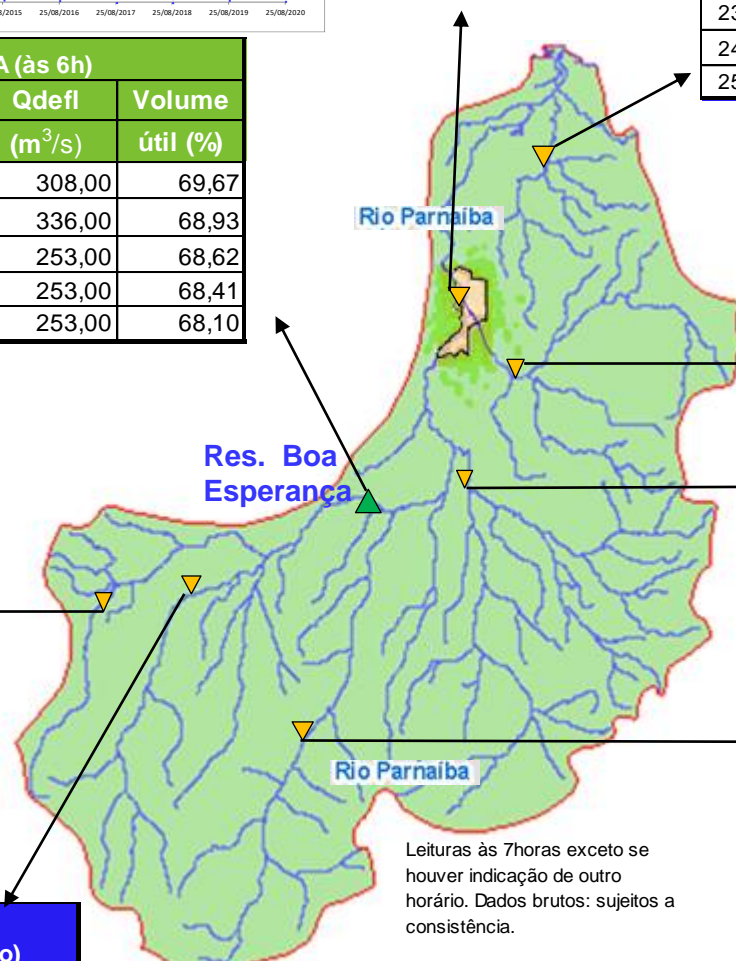 25/08/2016 25/08/2017 25/08/2018 25/08/2019 25/08/2020
23
24
25
A (às 6h)
Qdefl Volume
(m³/s) útil (%)
308,00 69,67
336,00 68,93
253,00 68,62
253,00 68,41
253,00 68,10
Rio Parnaíba
Res. Boa
Esperança
Rio Parnaíba
Leituras às 7horas exceto se
houver indicação de outro
horário. Dados brutos: sujeitos a
consistência.